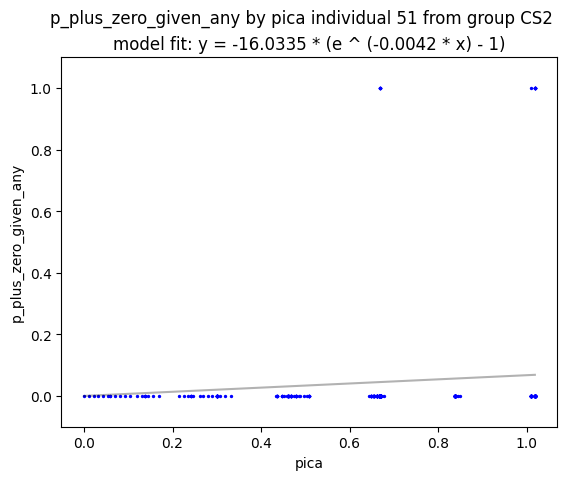 p_plus_zero_given_any by pica individual 51 from group CS2
model fit: y = -16.0335 * (e ^ (-0.0042 * x) - 1)
1.0
0.8
0.6
0.4
0.2
0.0
p_plus_zero_given_any
0.0 0.2 0.4 0.6 0.8 1.0
pica